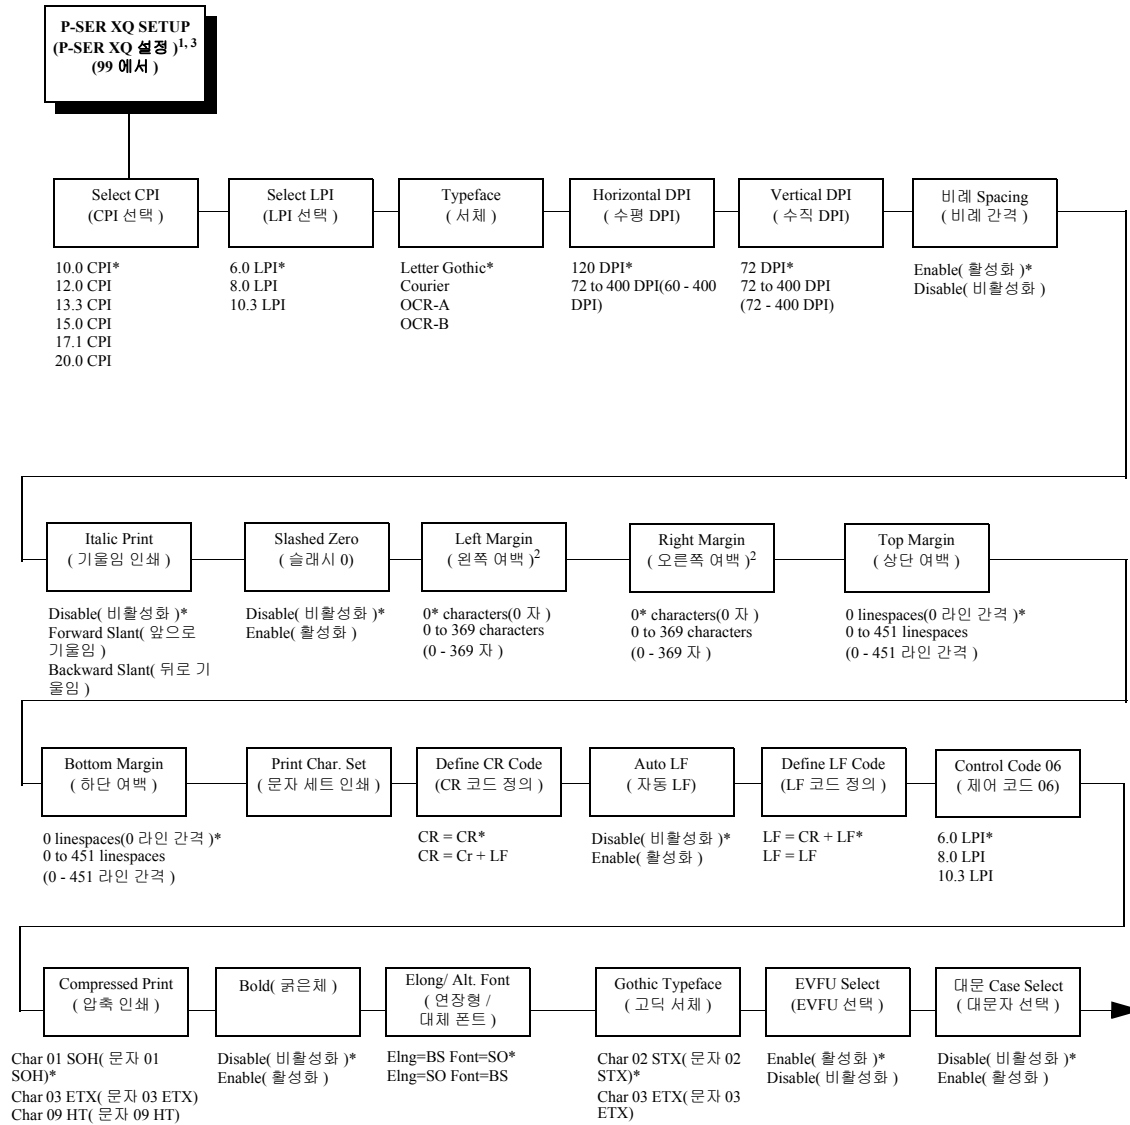 P-SER XQ SETUP
(P-SER XQ 설정 )1, 3
(99 에서 )
Select CPI
(CPI 선택 )
10.0 CPI*
12.0 CPI
13.3 CPI
15.0 CPI
17.1 CPI
20.0 CPI
Select LPI
(LPI 선택 )
6.0 LPI*
8.0 LPI
10.3 LPI
Typeface
( 서체 )
Letter Gothic*
Courier
OCR-A
OCR-B
Horizontal DPI
( 수평 DPI)
120 DPI*
72 to 400 DPI(60 - 400
DPI)
Vertical DPI
( 수직 DPI)
72 DPI*
72 to 400 DPI
(72 - 400 DPI)
비례 Spacing
( 비례 간격 )
Enable( 활성화 )*
Disable( 비활성화 )
Italic Print
( 기울임 인쇄 )
Disable( 비활성화 )*
Forward Slant( 앞으로
기울임 )
Backward Slant( 뒤로 기
울임 )
Slashed Zero
( 슬래시 0)
Disable( 비활성화 )*
Enable( 활성화 )
Left Margin
( 왼쪽 여백 )2
0* characters(0 자 )
0 to 369 characters
(0 - 369 자 )
Right Margin
( 오른쪽 여백 )2
0* characters(0 자 )
0 to 369 characters
(0 - 369 자 )
Top Margin
( 상단 여백 )
0 linespaces(0 라인 간격 )*
0 to 451 linespaces
(0 - 451 라인 간격 )
Bottom Margin
( 하단 여백 )
0 linespaces(0 라인 간격 )*
0 to 451 linespaces
(0 - 451 라인 간격 )
Print Char. Set
( 문자 세트 인쇄 )
Define CR Code
(CR 코드 정의 )
CR = CR*
CR = Cr + LF
Auto LF
( 자동 LF)
Disable( 비활성화 )*
Enable( 활성화 )
Define LF Code
(LF 코드 정의 )
LF = CR + LF*
LF = LF
Control Code 06
( 제어 코드 06)
6.0 LPI*
8.0 LPI
10.3 LPI
Compressed Print
( 압축 인쇄 )
Char 01 SOH( 문자 01
SOH)*
Char 03 ETX( 문자 03 ETX)
Char 09 HT( 문자 09 HT)
Bold( 굵은체 )
Disable( 비활성화 )*
Enable( 활성화 )
Elong/ Alt. Font
( 연장형 /
대체 폰트 )
Elng=BS Font=SO*
Elng=SO Font=BS
Gothic Typeface
( 고딕 서체 )
Char 02 STX( 문자 02
STX)*
Char 03 ETX( 문자 03
ETX)
EVFU Select
(EVFU 선택 )
Enable( 활성화 )*
Disable( 비활성화 )
대문 Case Select
( 대문자 선택 )
Disable( 비활성화 )*
Enable( 활성화 )